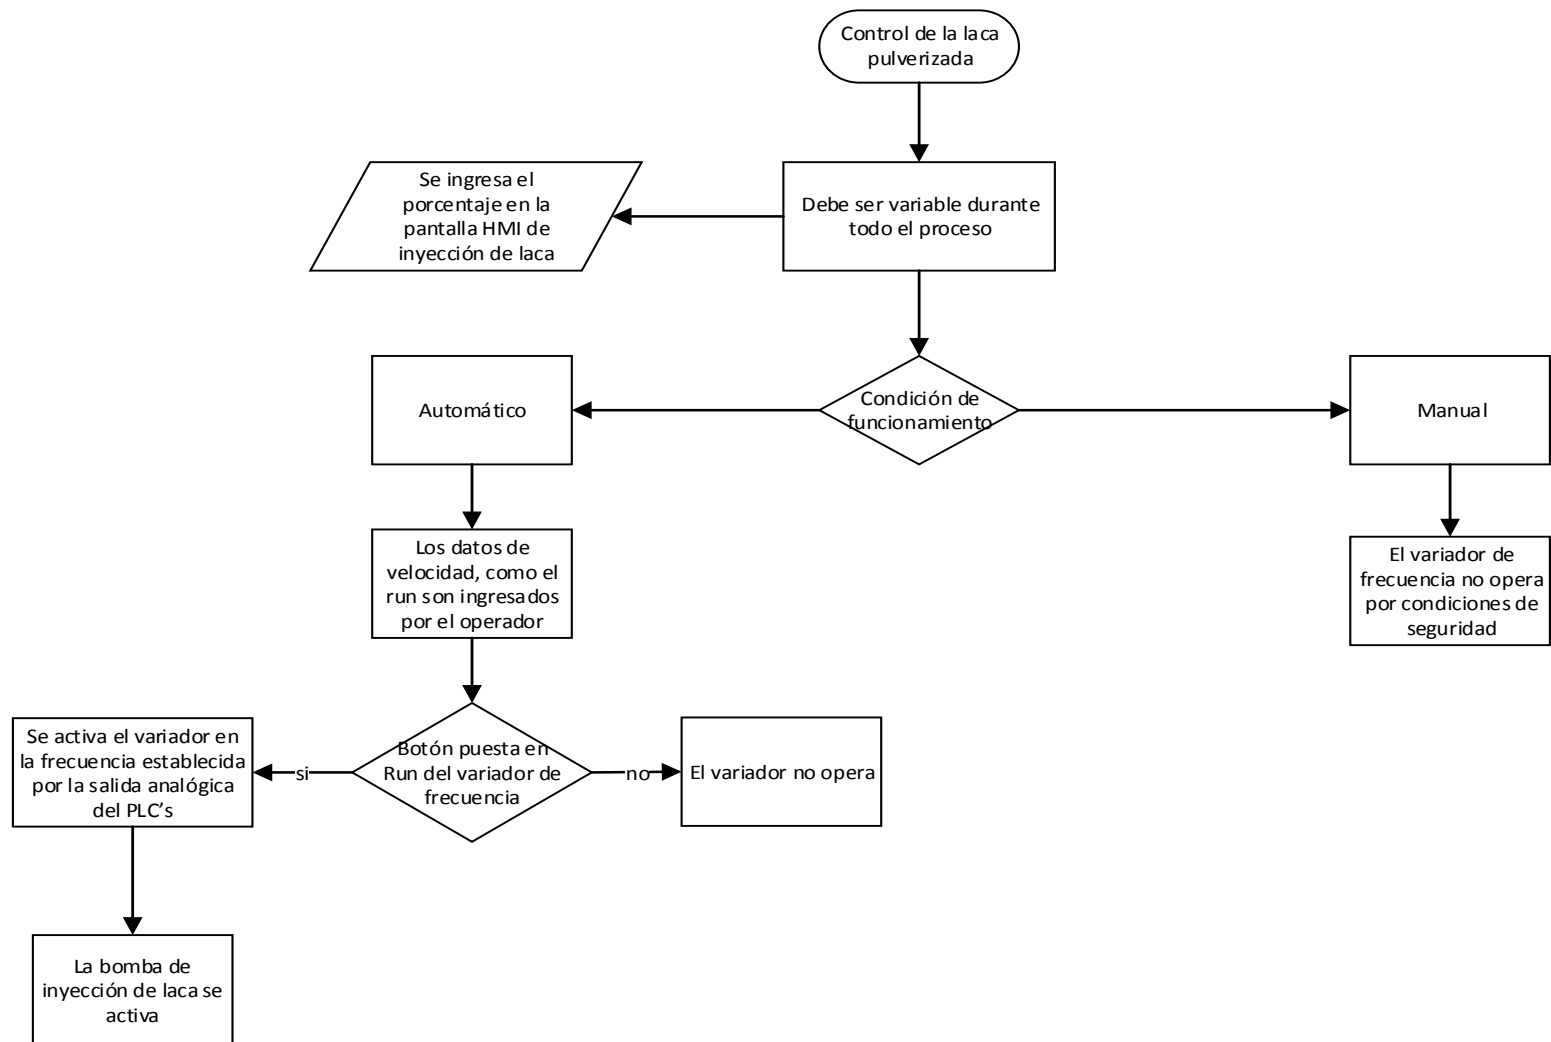 Control de la laca
pulverizada
Se ingresa el
porcentaje en la
pantalla HMI de
inyección de laca
Debe ser variable durante
todo el proceso
Automático
Condición de
funcionamiento
Manual
Los datos de
velocidad, como el
run son ingresados
por el operador
El variador de
frecuencia no opera
por condiciones de
seguridad
Se activa el variador en
la frecuencia establecida
por la salida analógica
del PLC’s
si
Botón puesta en
Run del variador de
frecuencia
no
El variador no opera
La bomba de
inyección de laca se
activa